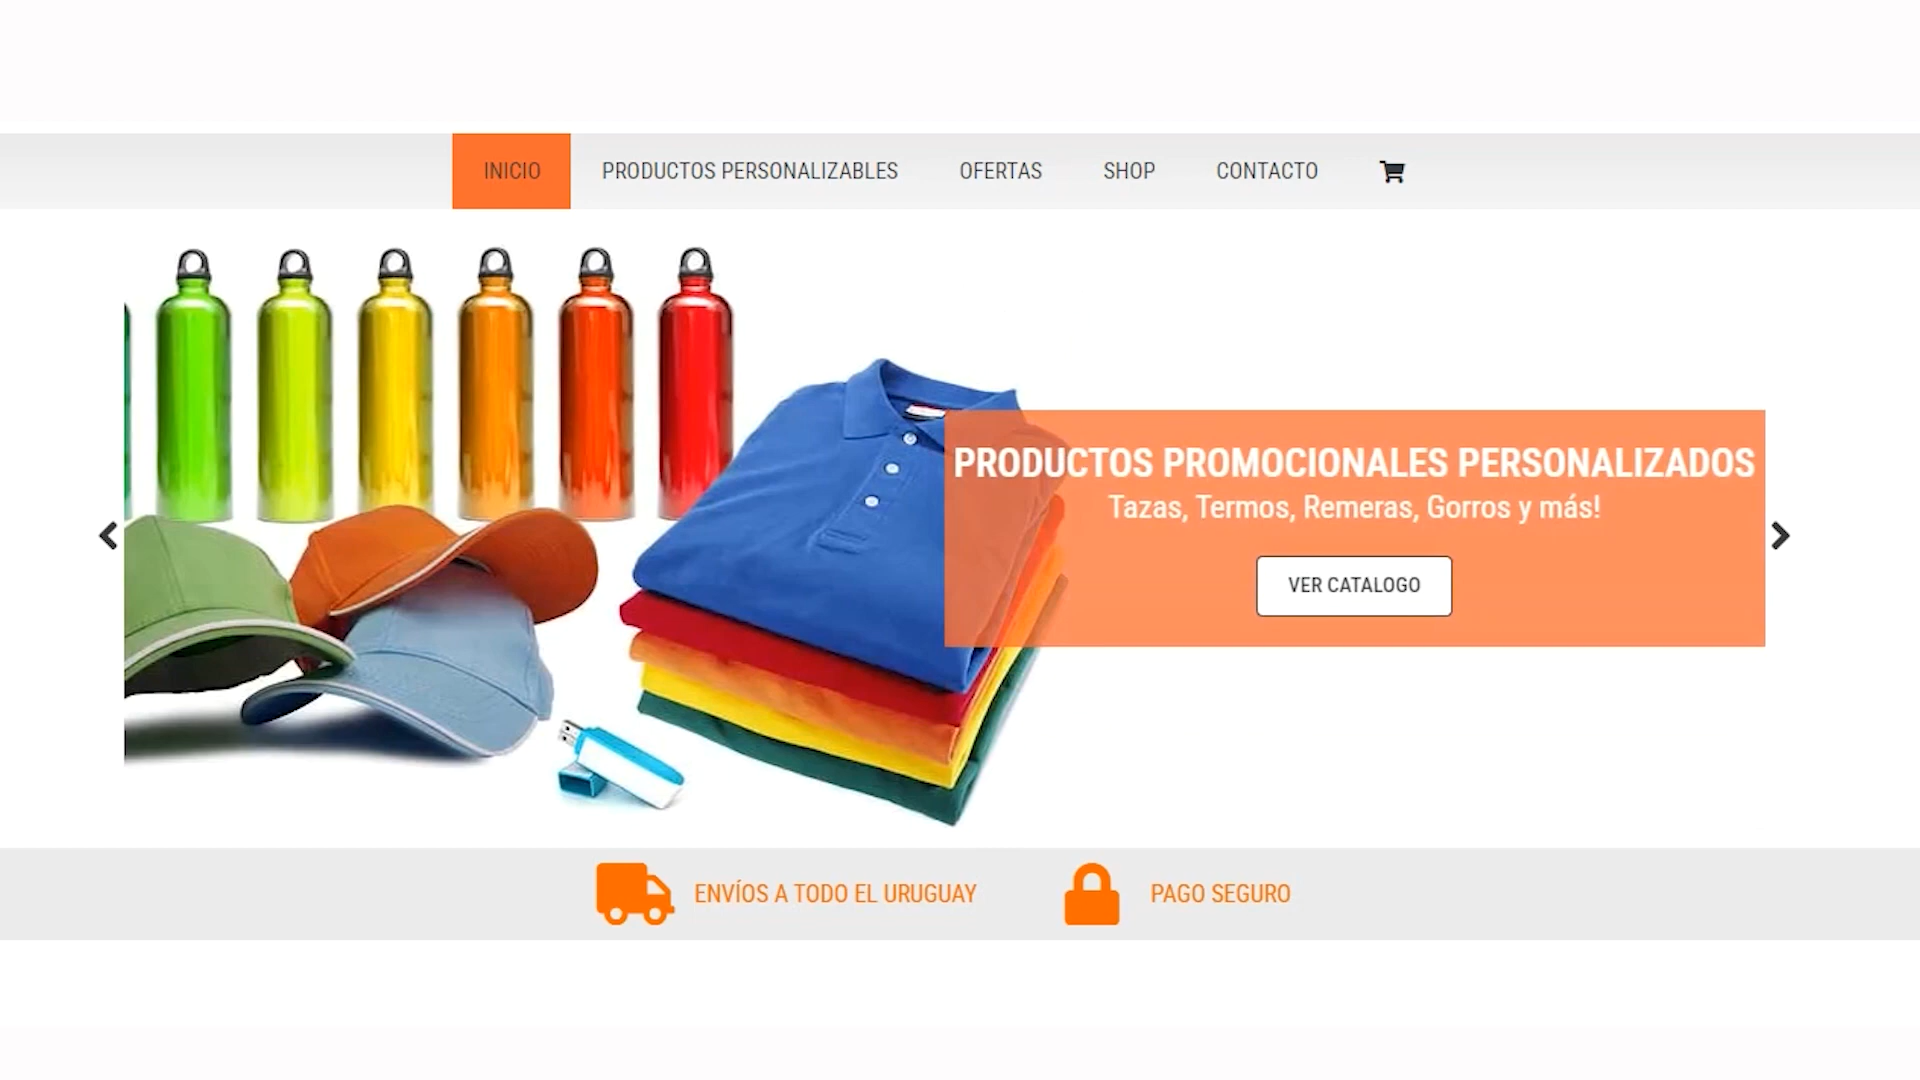 INICIO PRODUCTOS PERSONALIZABLES OFERTAS SHOP CONTACTO
PRODUCTOS PROMOCIONALES PERSONALIZADOS
Tazas, Termos, Remeras, Gorros y más!
VER CATALOGO
ENVÍOS A TODO EL URUGUAY PAGO SEGURO